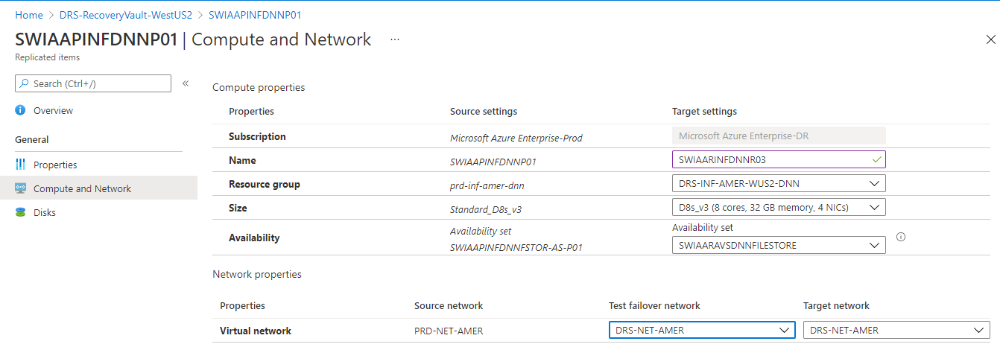 Home > DRS-RecoveryVault-WestUS2 > SWIAAPINFDNNP01
SWIAAPINFDNNP01 | Compute and Network ...
Replicated items
Search (Ctrl+/) «
Overview
General
Properties
Compute and Network
Disks
Compute properties
Properties Source settings Target settings
Subscription Microsoft Azure Enterprise-Prod Microsoft Azure Enterprise-DR
Name SWIAAPINFDNNP01 SWIAARINFDNNR03
Resource group prd-inf-amer-dnn DRS-INF-AMER-WUS2-DNN
Size Standard_D8s_v3 D8s_v3 (8 cores, 32 GB memory, 4 NICs)
Availability Availability set Availability set
SWIAAPINFDNNFSTOR-AS-P01 SWIAARAVSDNNFILESTORE
Network properties
Properties Source network Test failover network Target network
Virtual network PRD-NET-AMER DRS-NET-AMER DRS-NET-AMER